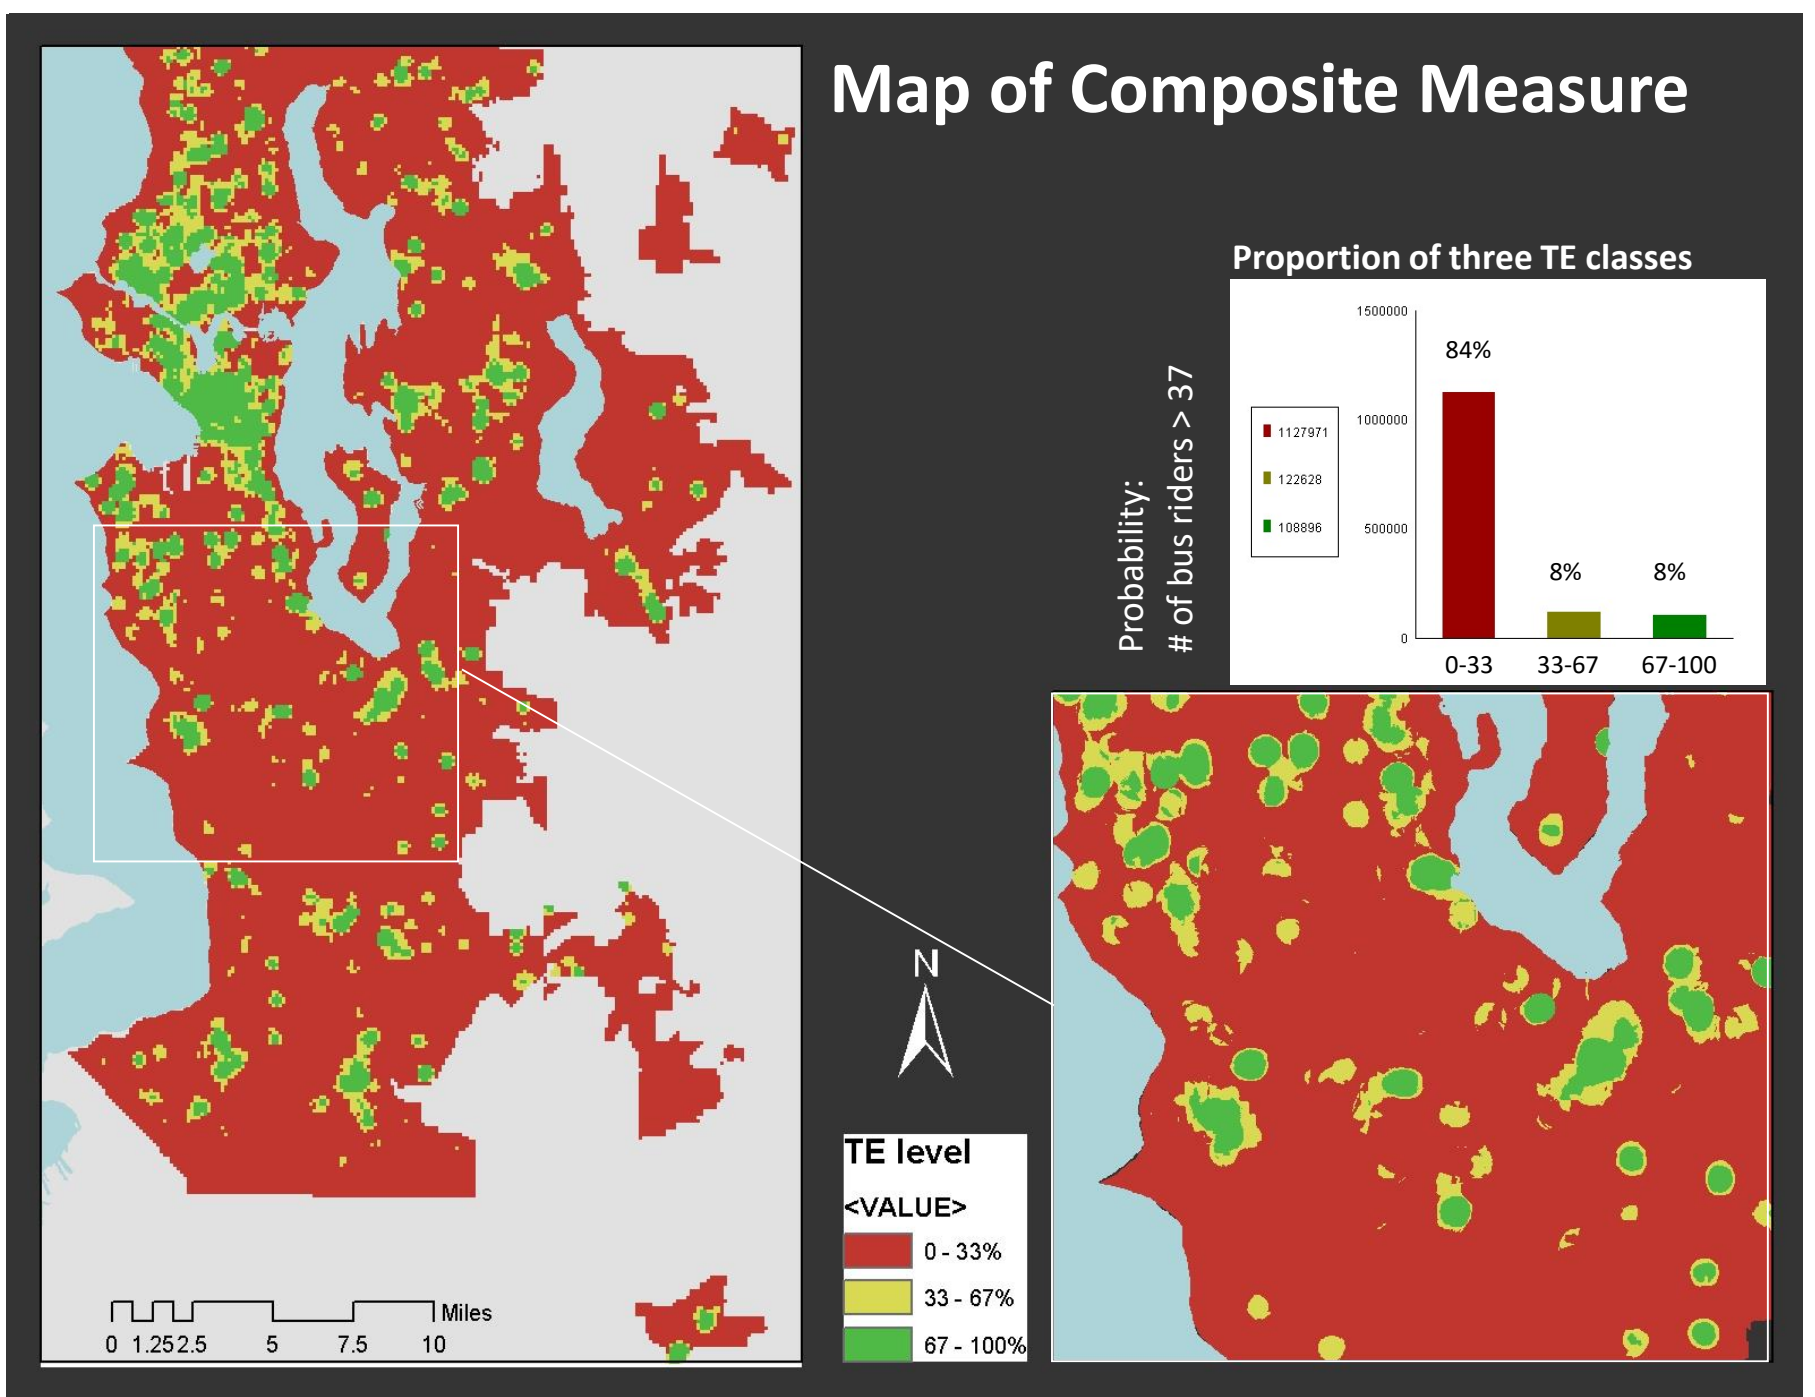 Map of Composite Measure
Proportion of three TE classes
Probability:
# of bus riders > 37
1500000
1000000
500000
0
84%
8%
8%
1127971
122628
108896
0-33
33-67
67-100
N
TE level
<VALUE>
0 - 33%
33 - 67%
67 - 100%
Miles
0 1.25 2.5 5 7.5 10